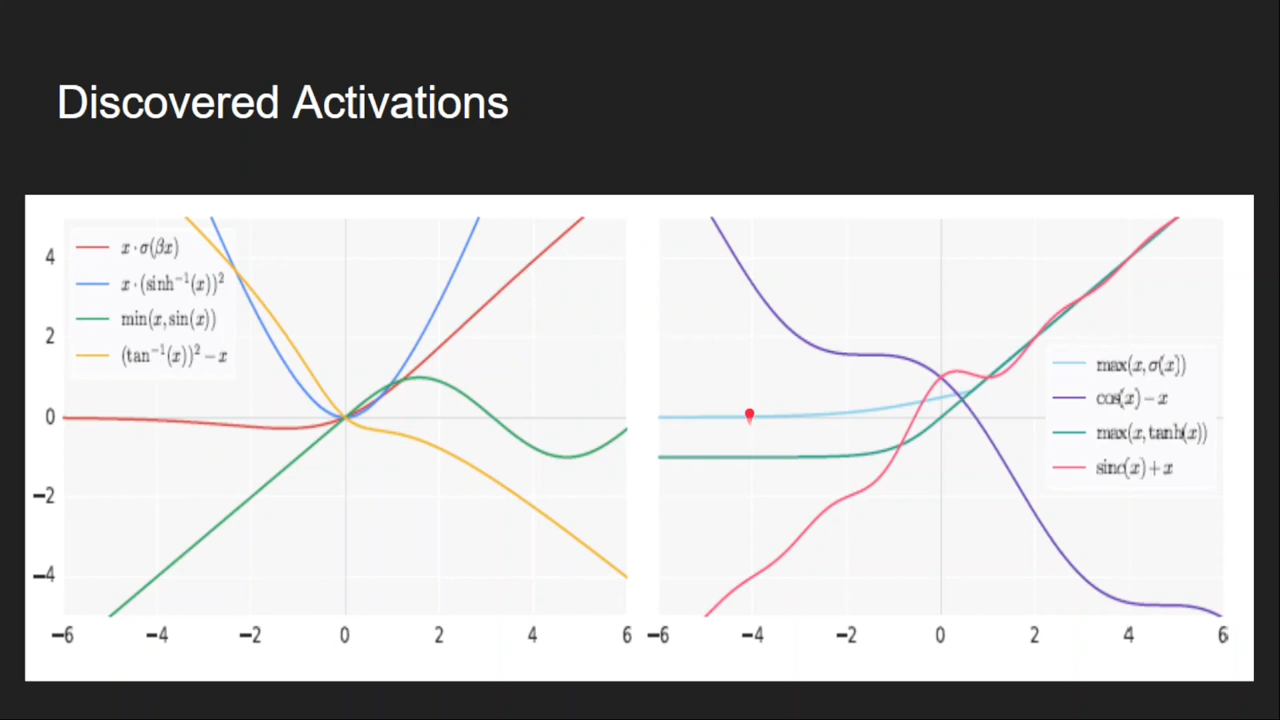 Discovered Activations
x · σ(βx)
x · (sinh⁻¹(x))²
min(x, sin(x))
(tan⁻¹(x))² − x
4
2
0
−2
−4
−6 −4 −2 0 2 4 6
max(x, σ(x))
cos(x) − x
max(x, tanh(x))
sinc(x) + x
−6 −4 −2 0 2 4 6